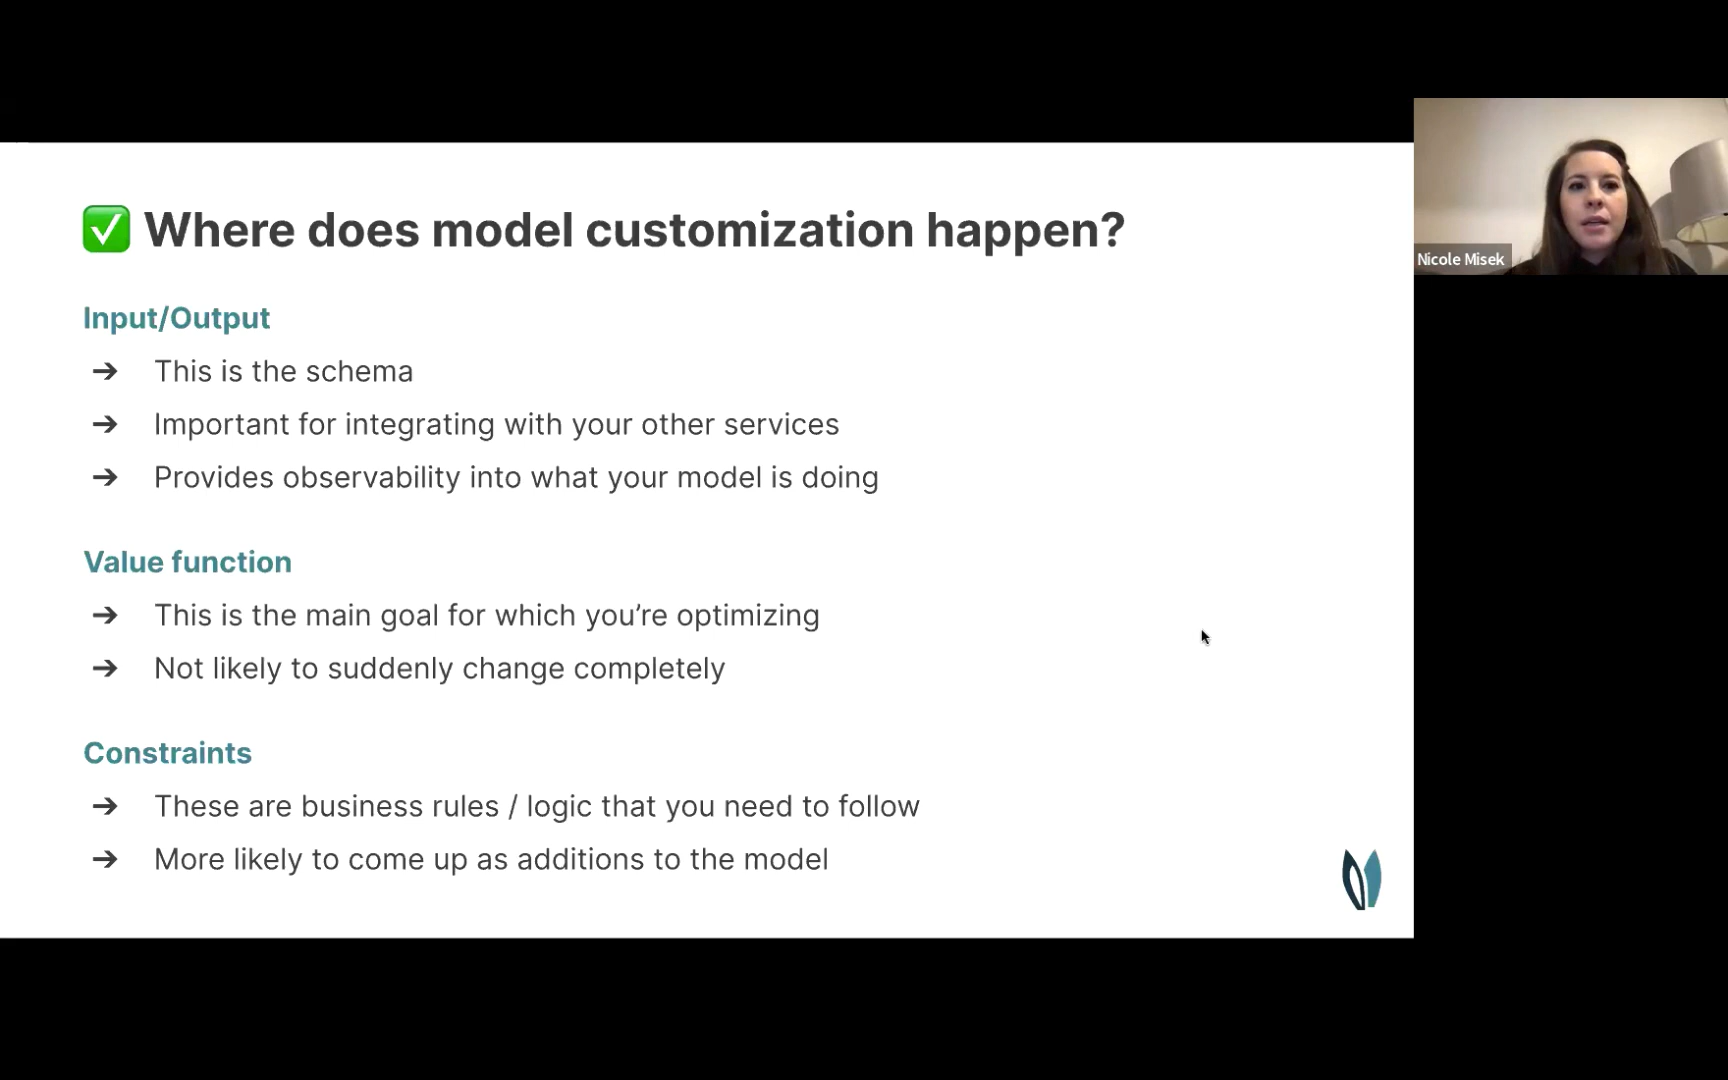 ✅ Where does model customization happen?
Input/Output
➔ This is the schema
➔ Important for integrating with your other services
➔ Provides observability into what your model is doing
Value function
➔ This is the main goal for which you’re optimizing
➔ Not likely to suddenly change completely
Constraints
➔ These are business rules / logic that you need to follow
➔ More likely to come up as additions to the model
Nicole Misek